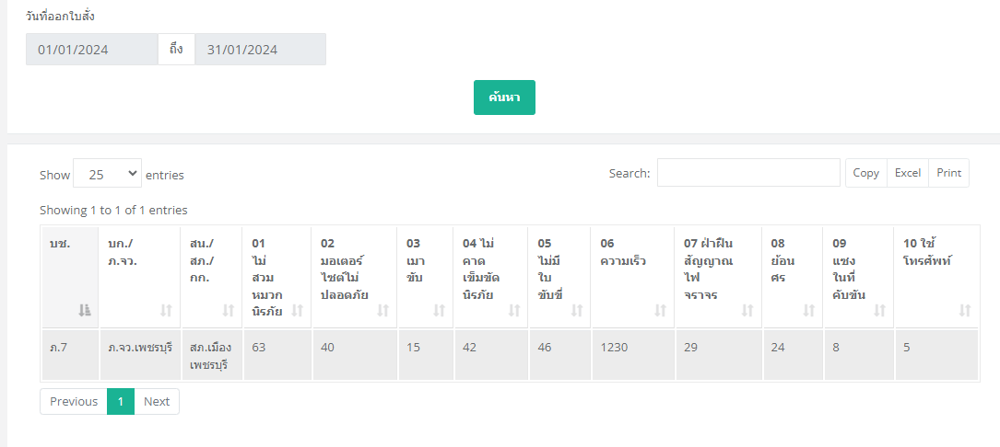 วันที่ออกใบสั่ง
01/01/2024 ถึง 31/01/2024
ค้นหา
Show 25 entries Search: Copy Excel Print
Showing 1 to 1 of 1 entries
บช.
บก./
ภ.จว.
สน./
สภ./
กก.
01
ไม่
สวม
หมวก
นิรภัย
02
มอเตอร์
ไซต์ไม่
ปลอดภัย
03
เมา
ขับ
04 ไม่
คาด
เข็มขัด
นิรภัย
05
ไม่มี
ใบ
ขับขี่
06
ความเร็ว
07 ฝ่าฝืน
สัญญาณ
ไฟ
จราจร
08
ย้อน
ศร
09
แซง
ในที่
คับขัน
10 ใช้
โทรศัพท์
ภ.7 ภ.จว.เพชรบุรี สภ.เมือง 63 40 15 42 46 1230 29 24 8 5
เพชรบุรี
Previous 1 Next